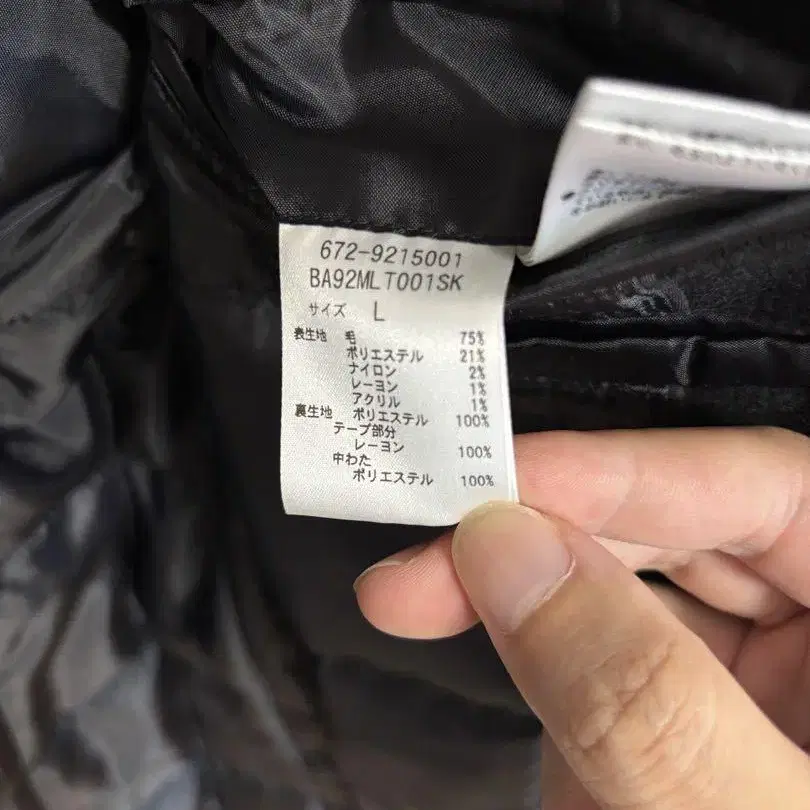 672-9215001
BA92MLT001SK
サイズ L
表生地 毛 75%
ポリエステル 21%
ナイロン 2%
レーヨン 1%
アクリル 1%
裏生地 ポリエステル 100%
テープ部分
レーヨン 100%
中わた
ポリエステル 100%